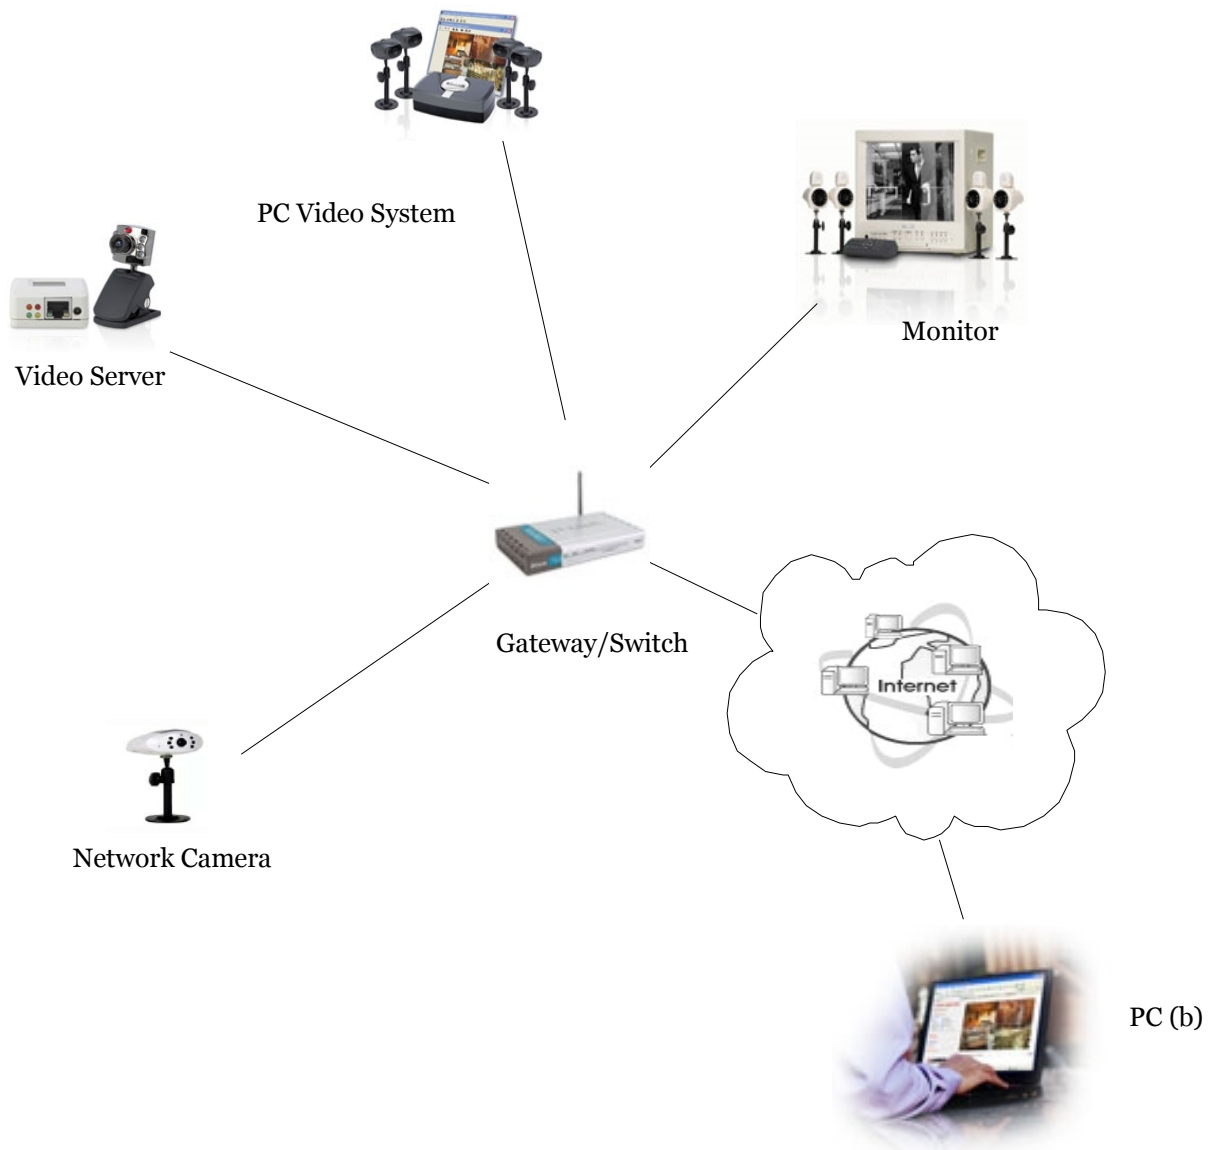 PC Video System
Monitor
Video Server
Gateway/Switch
Internet
Network Camera
PC (b)